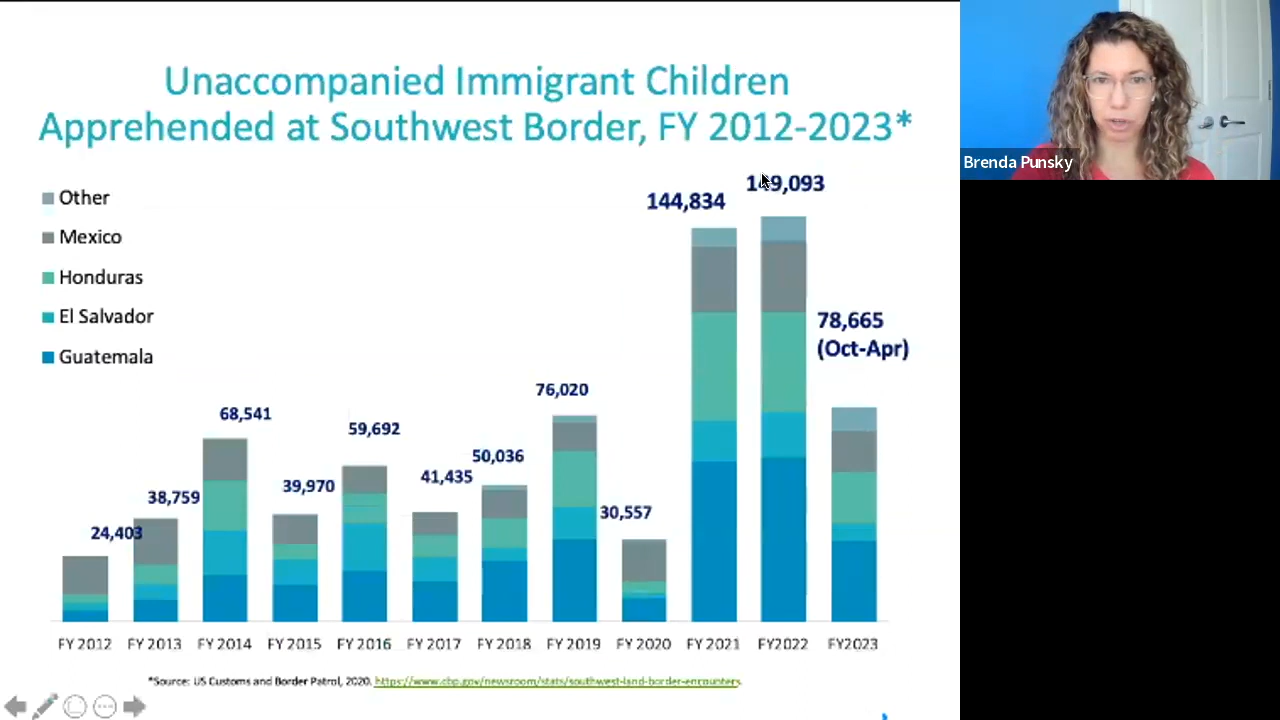 Unaccompanied Immigrant Children
Apprehended at Southwest Border, FY 2012-2023*
Brenda Punsky
Other
Mexico
Honduras
El Salvador
Guatemala
24,403
38,759
68,541
39,970
59,692
41,435
50,036
76,020
30,557
144,834
149,093
78,665
(Oct-Apr)
FY 2012 FY 2013 FY 2014 FY 2015 FY 2016 FY 2017 FY 2018 FY 2019 FY 2020 FY 2021 FY2022 FY2023
*Source: US Customs and Border Patrol, 2020. https://www.cbp.gov/newsroom/stats/southwest-land-border-encounters.